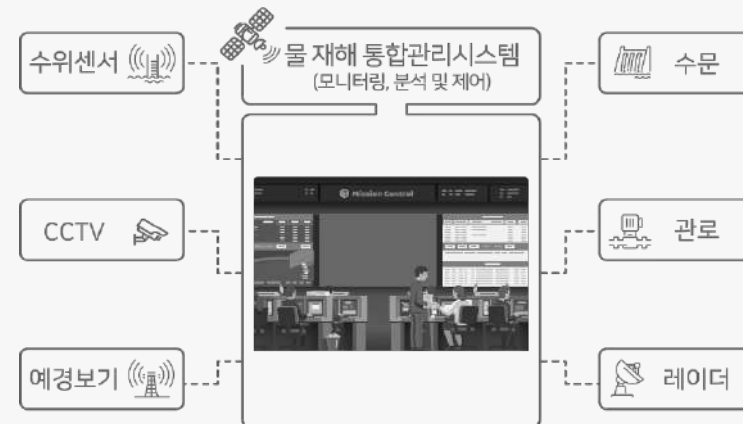 물 재해 통합관리시스템
(모니터링, 분석 및 제어)
수위센서
수문
Mission Control
CCTV
관로
예경보기
레이더